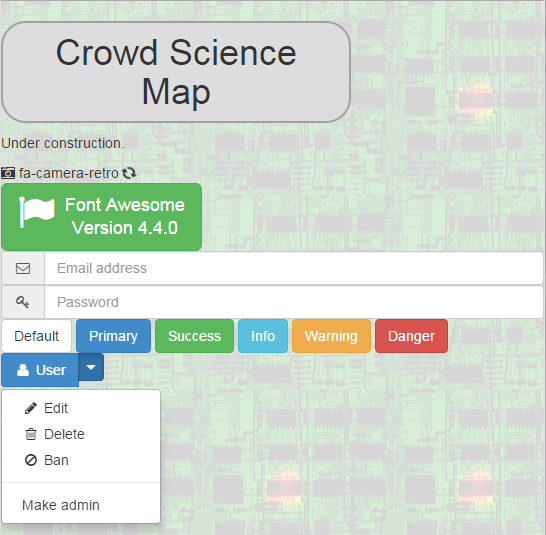 Crowd Science
Map
Under construction.
fa-camera-retro
Font Awesome
Version 4.4.0
Email address
Password
Default Primary Success Info Warning Danger
User
Edit
Delete
Ban
Make admin